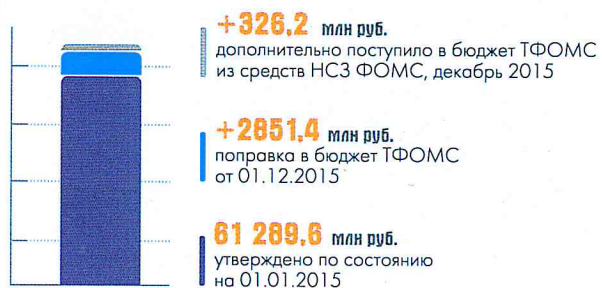 +326,2 млн руб.
дополнительно поступило в бюджет ТФОМС
из средств НСЗ ФОМС, декабрь 2015
+2851,4 млн руб.
поправка в бюджет ТФОМС
от 01.12.2015
61 289,6 млн руб.
утверждено по состоянию
на 01.01.2015